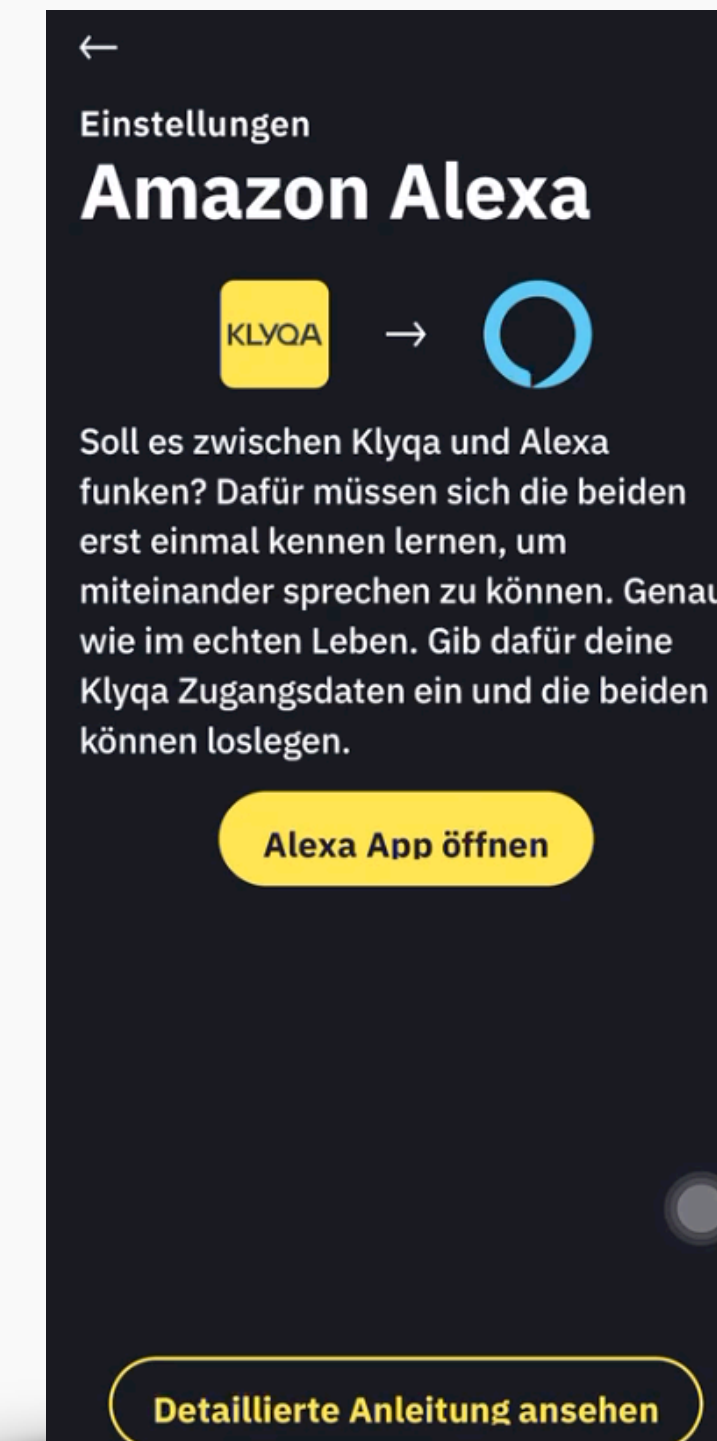 Einstellungen
Amazon Alexa
KLYQA
Soll es zwischen Klyqa und Alexa
funken? Dafür müssen sich die beiden
erst einmal kennen lernen, um
miteinander sprechen zu können. Genau
wie im echten Leben. Gib dafür deine
Klyqa Zugangsdaten ein und die beiden
können loslegen.
Alexa App öffnen
Detaillierte Anleitung ansehen